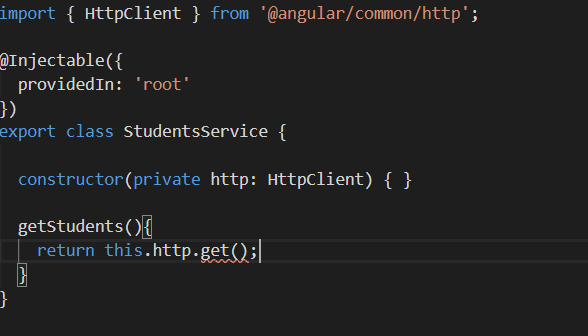 import { HttpClient } from '@angular/common/http';
@Injectable({
providedIn: 'root'
})
export class StudentsService {
constructor(private http: HttpClient) { }
getStudents(){
return this.http.get();
}
}